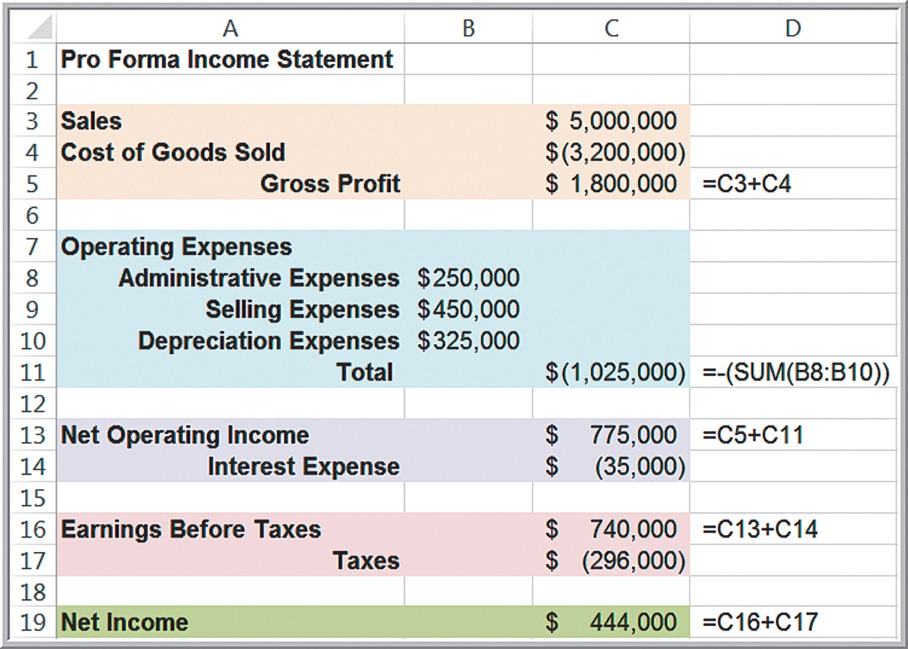 A B C D
1 Pro Forma Income Statement
2
3 Sales $ 5,000,000
4 Cost of Goods Sold $(3,200,000)
5 Gross Profit $ 1,800,000 =C3+C4
6
7 Operating Expenses
8 Administrative Expenses $250,000
9 Selling Expenses $450,000
10 Depreciation Expenses $325,000
11 Total $(1,025,000) =-(SUM(B8:B10))
12
13 Net Operating Income $ 775,000 =C5+C11
14 Interest Expense $ (35,000)
15
16 Earnings Before Taxes $ 740,000 =C13+C14
17 Taxes $ (296,000)
18
19 Net Income $ 444,000 =C16+C17